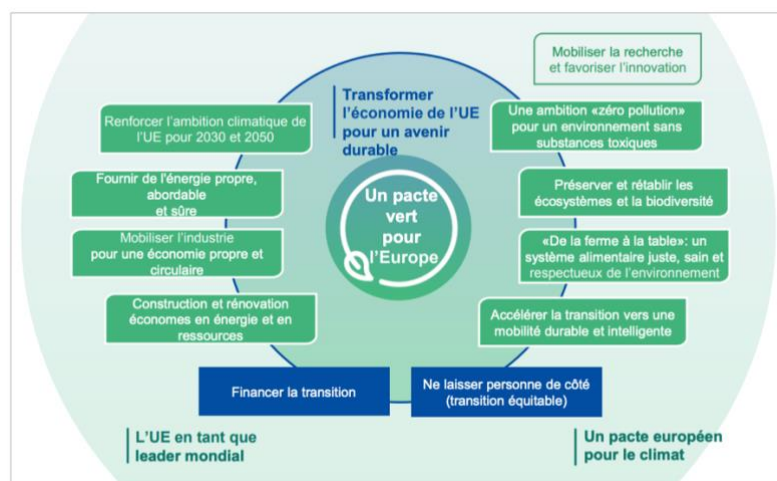 Mobiliser la recherche
et favoriser l'innovation
Transformer
l'économie de l'UE
pour un avenir
durable
Renforcer l'ambition climatique de
l'UE pour 2030 et 2050
Une ambition «zéro pollution»
pour un environnement sans
substances toxiques
Fournir de l'énergie propre,
abordable
et sûre
Un pacte
vert
pour
l'Europe
Préserver et rétablir les
écosystèmes et la biodiversité
Mobiliser l'industrie
pour une économie propre et
circulaire
«De la ferme à la table»: un
système alimentaire juste, sain et
respectueux de l'environnement
Construction et rénovation
économes en énergie et en
ressources
Accélérer la transition vers une
mobilité durable et intelligente
Financer la transition
Ne laisser personne de côté
(transition équitable)
L'UE en tant que
leader mondial
Un pacte européen
pour le climat